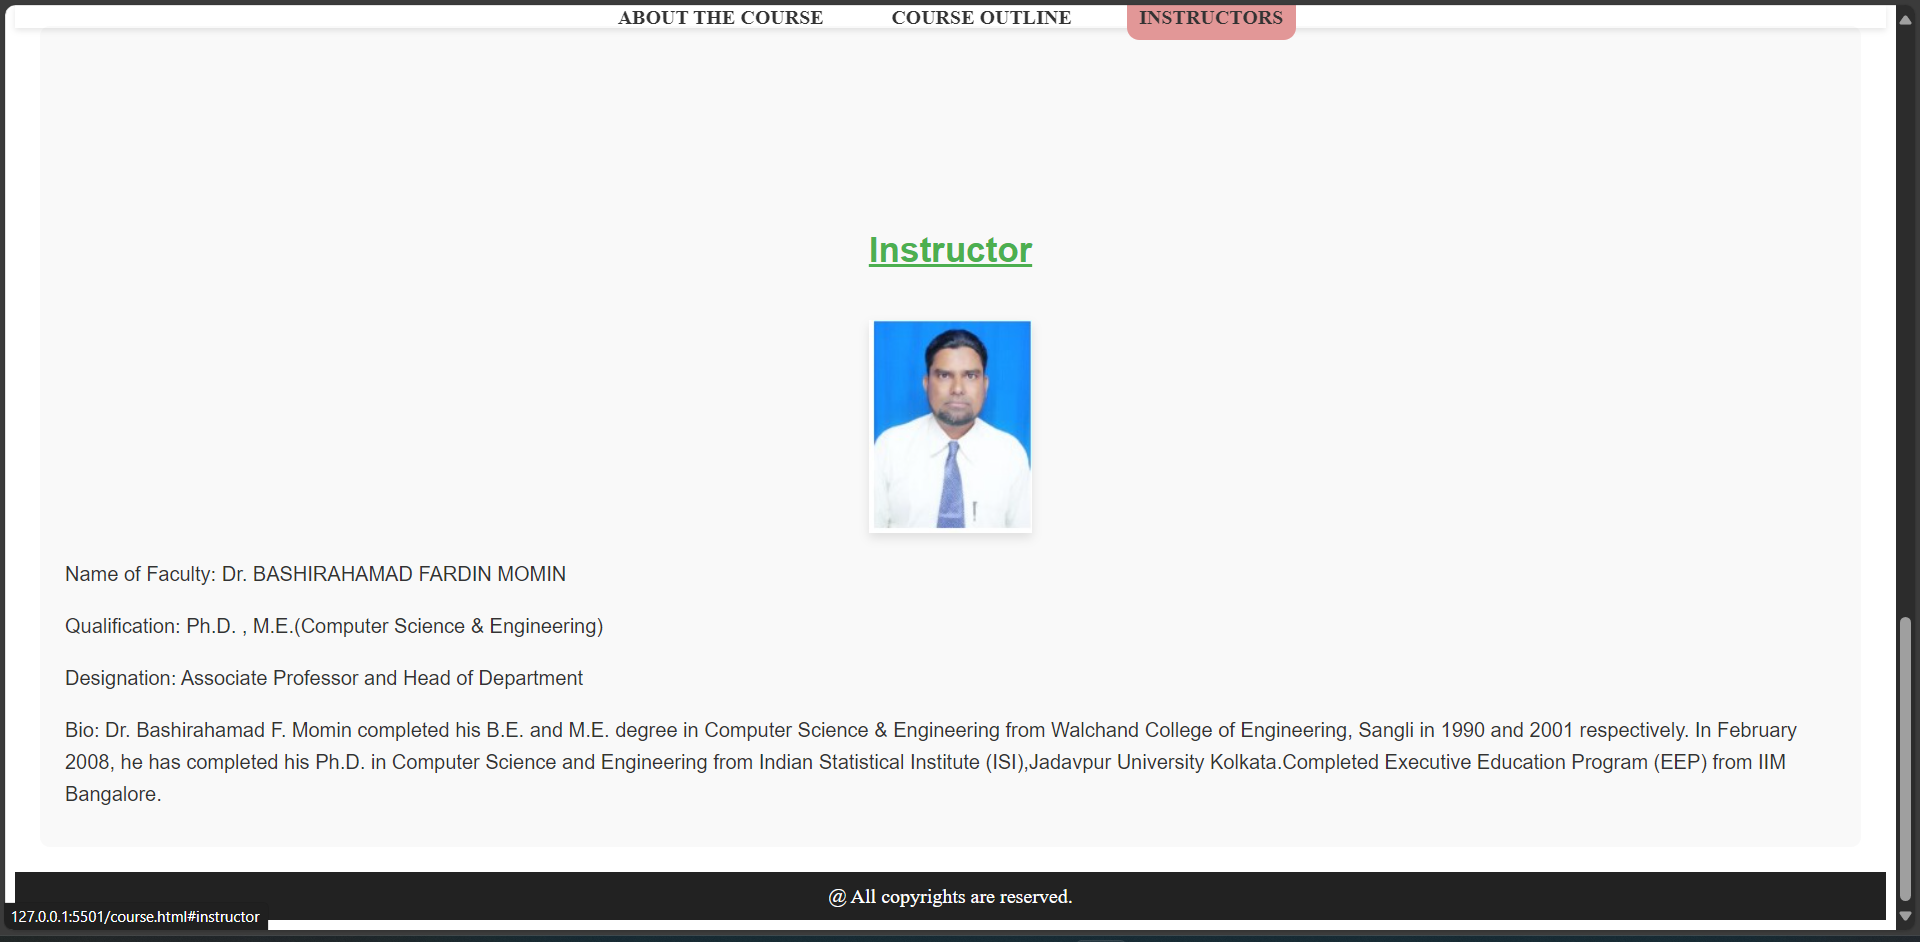 ABOUT THE COURSE COURSE OUTLINE INSTRUCTORS
Instructor
Name of Faculty: Dr. BASHIRAHAMAD FARDIN MOMIN
Qualification: Ph.D. , M.E.(Computer Science & Engineering)
Designation: Associate Professor and Head of Department
Bio: Dr. Bashirahamad F. Momin completed his B.E. and M.E. degree in Computer Science & Engineering from Walchand College of Engineering, Sangli in 1990 and 2001 respectively. In February
2008, he has completed his Ph.D. in Computer Science and Engineering from Indian Statistical Institute (ISI),Jadavpur University Kolkata.Completed Executive Education Program (EEP) from IIM
Bangalore.
@ All copyrights are reserved.
127.0.0.1:5501/course.html#instructor